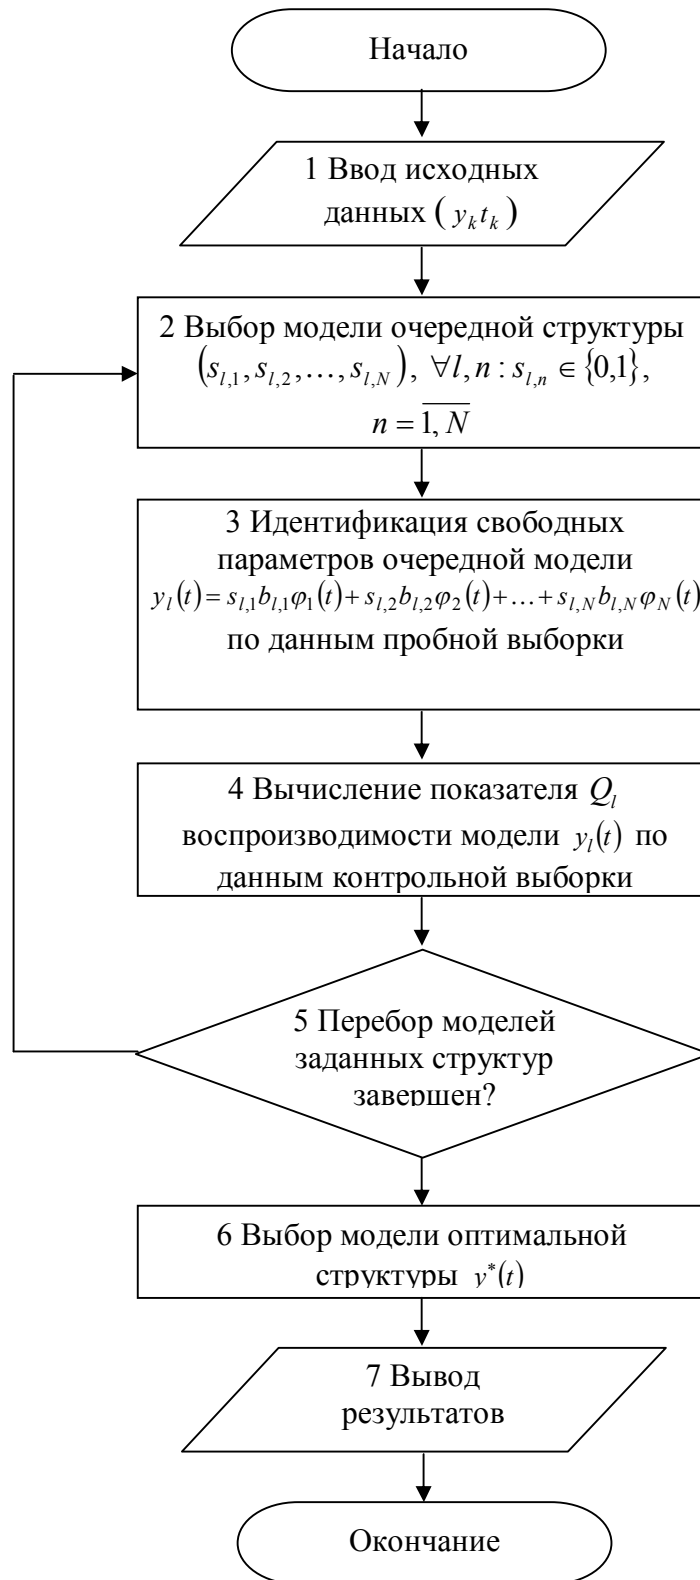 Начало
1 Ввод исходных
данных ( y_k t_k )
2 Выбор модели очередной структуры
(s_{l,1}, s_{l,2}, …, s_{l,N}), ∀l, n : s_{l,n} ∈ {0,1},
n = \overline{1, N}
3 Идентификация свободных
параметров очередной модели
y_l(t) = s_{l,1}b_{l,1}φ_1(t) + s_{l,2}b_{l,2}φ_2(t) + … + s_{l,N}b_{l,N}φ_N(t)
по данным пробной выборки
4 Вычисление показателя Q_l
воспроизводимости модели y_l(t) по
данным контрольной выборки
5 Перебор моделей
заданных структур
завершен?
6 Выбор модели оптимальной
структуры y^*(t)
7 Вывод
результатов
Окончание